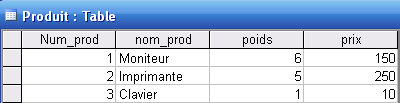 Produit : Table
Num_prod nom_prod poids prix
1 Moniteur 6 150
2 Imprimante 5 250
3 Clavier 1 10